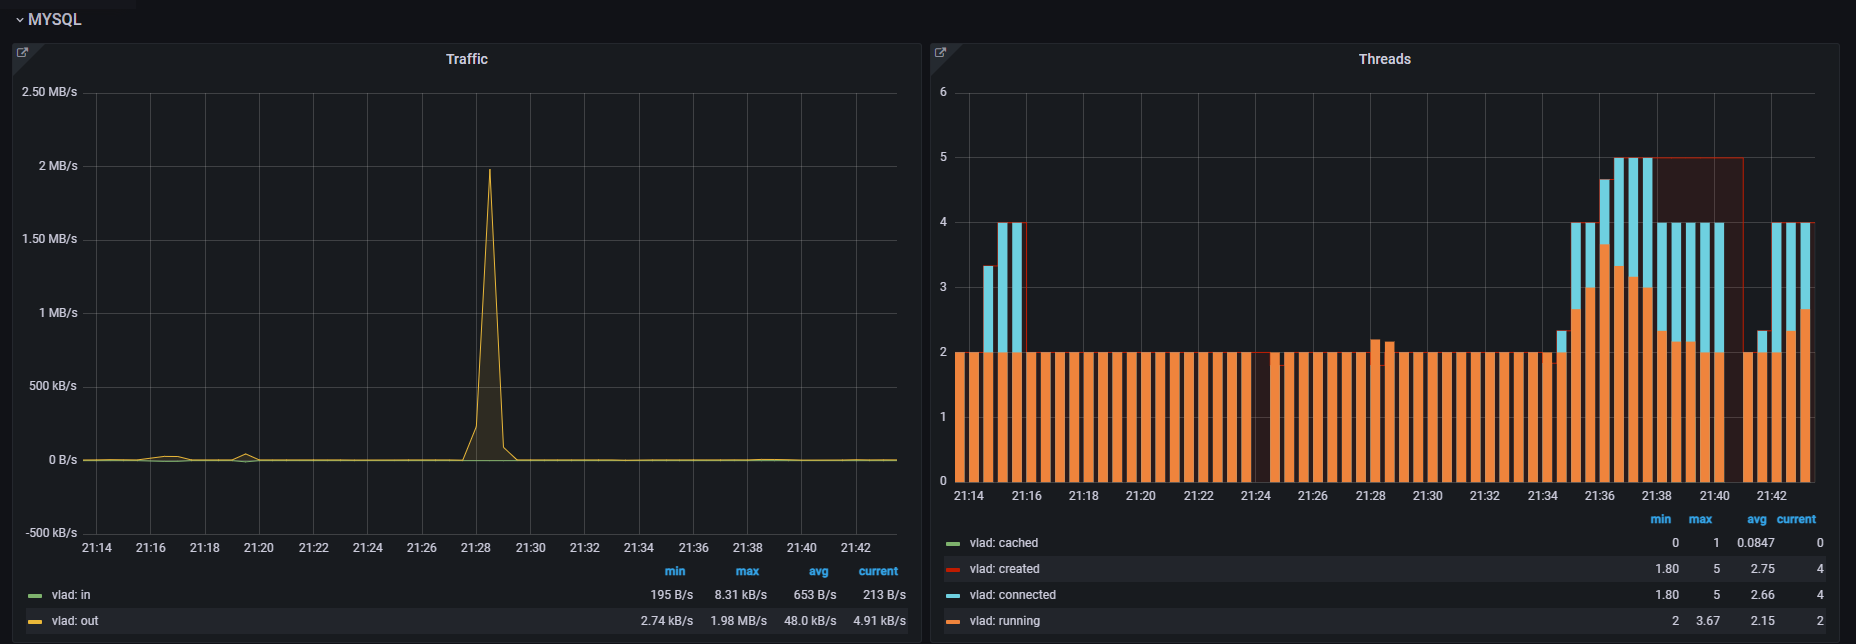 MYSQL
Traffic
2.50 MB/s
2 MB/s
1.50 MB/s
1 MB/s
500 kB/s
0 B/s
-500 kB/s
21:14 21:16 21:18 21:20 21:22 21:24 21:26 21:28 21:30 21:32 21:34 21:36 21:38 21:40 21:42
min max avg current
vlad: in 195 B/s 8.31 kB/s 653 B/s 213 B/s
vlad: out 2.74 kB/s 1.98 MB/s 48.0 kB/s 4.91 kB/s
Threads
6
5
4
3
2
1
0
21:14 21:16 21:18 21:20 21:22 21:24 21:26 21:28 21:30 21:32 21:34 21:36 21:38 21:40 21:42
min max avg current
vlad: cached 0 1 0.0847 0
vlad: created 1.80 5 2.75 4
vlad: connected 1.80 5 2.66 4
vlad: running 2 3.67 2.15 2